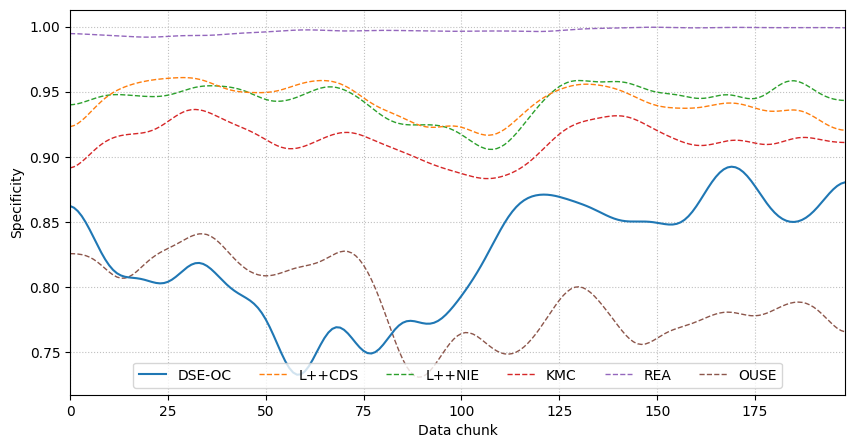 1.00
0.95
0.90
0.85
0.80
0.75
Specificity
DSE-OC L++CDS L++NIE KMC REA OUSE
0 25 50 75 100 125 150 175
Data chunk